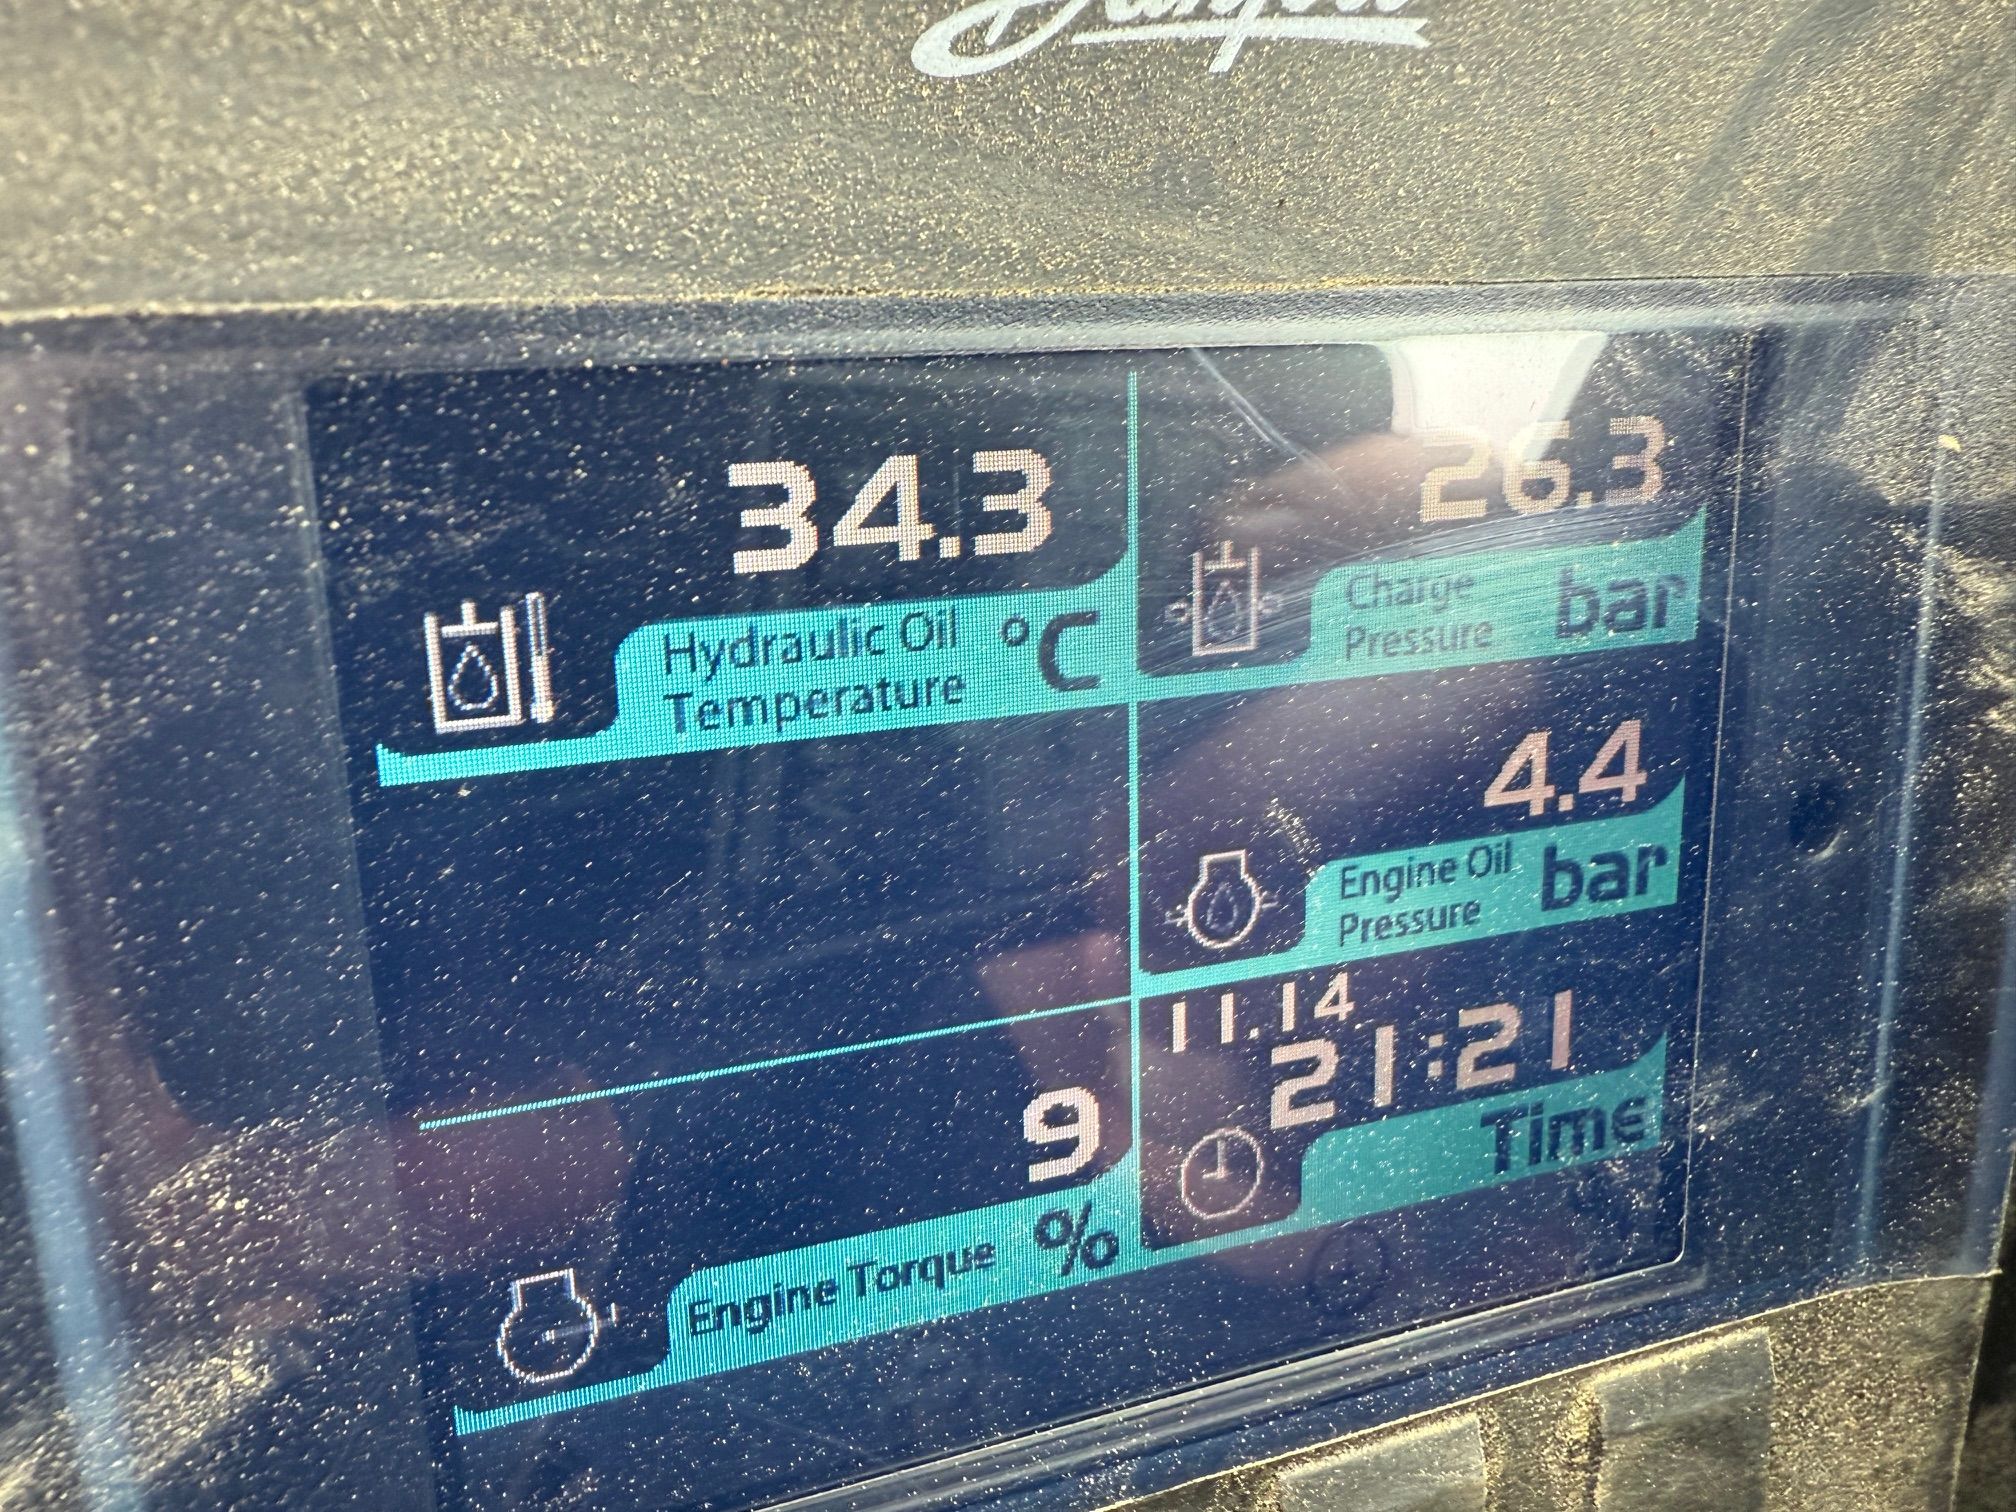 34.3
Hydraulic Oil
Temperature
°C
26.3
Charge
Pressure
bar
4.4
Engine Oil
Pressure
bar
9
Engine Torque %
11.14
21:21
Time